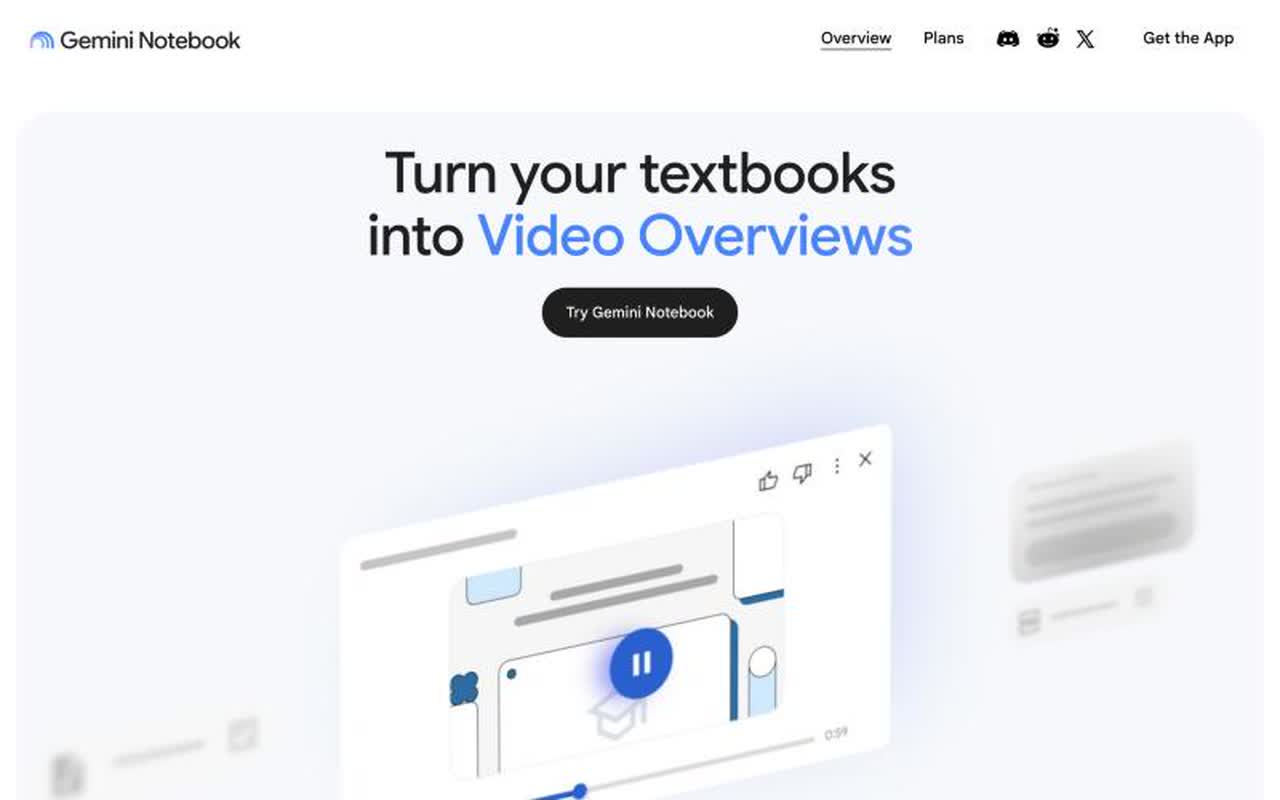 Gemini Notebook
Overview
Plans
Get the App
Turn your textbooks
into Video Overviews
Try Gemini Notebook
0:59